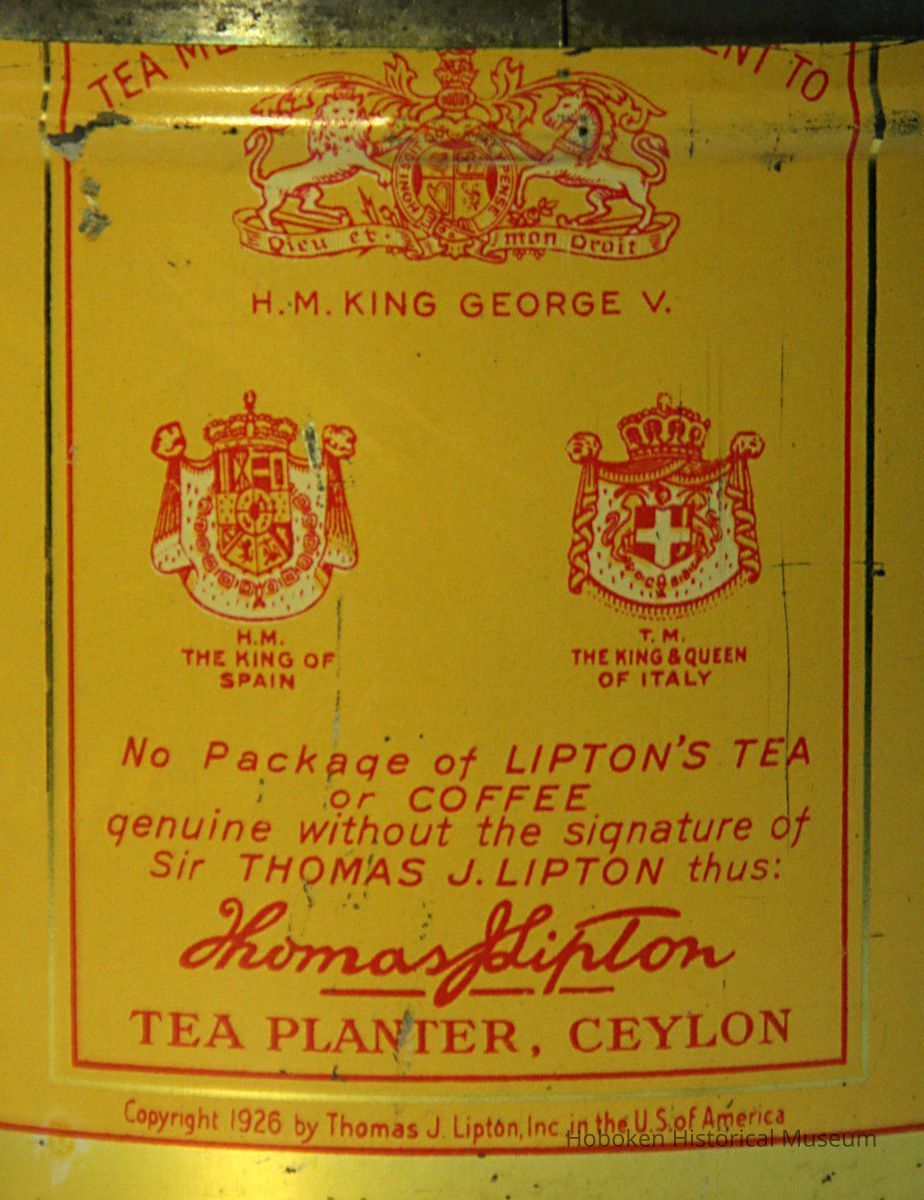 TEA ME
ENT TO
Dieu et mon Droit
H.M. KING GEORGE V.
H.M.
THE KING OF
SPAIN
T. M.
THE KING & QUEEN
OF ITALY
No Package of LIPTON'S TEA
or COFFEE
genuine without the signature of
Sir THOMAS J. LIPTON thus:
Thomas J Lipton
TEA PLANTER, CEYLON
Copyright 1926 by Thomas J. Lipton, Inc. in the U.S. of America
Hoboken Historical Museum